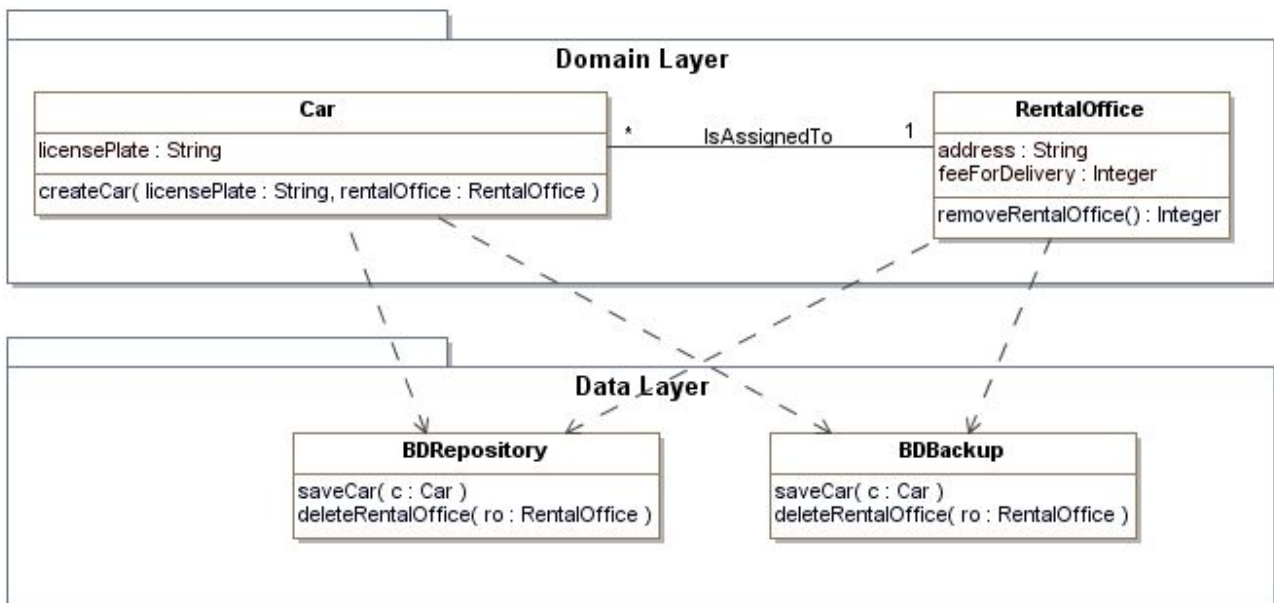 Domain Layer
Car
licensePlate : String
createCar( licensePlate : String, rentalOffice : RentalOffice )
* IsAssignedTo 1
RentalOffice
address : String
feeForDelivery : Integer
removeRentalOffice() : Integer
Data Layer
BDRepository
saveCar( c : Car )
deleteRentalOffice( ro : RentalOffice )
BDBackup
saveCar( c : Car )
deleteRentalOffice( ro : RentalOffice )